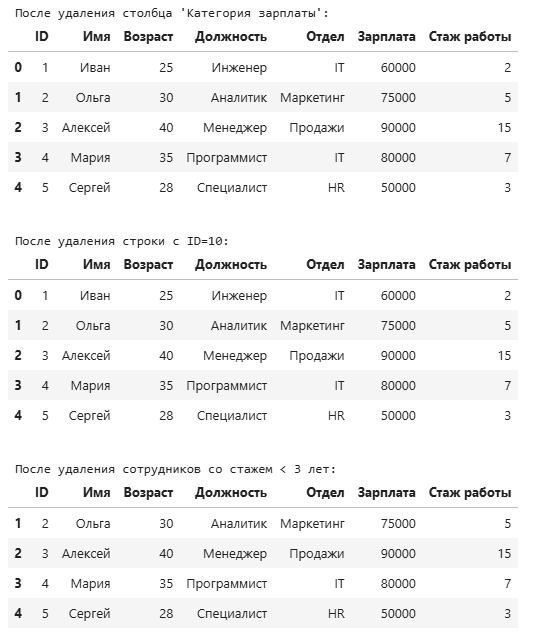 После удаления столбца 'Категория зарплаты':
ID Имя Возраст Должность Отдел Зарплата Стаж работы
0 1 Иван 25 Инженер IT 60000 2
1 2 Ольга 30 Аналитик Маркетинг 75000 5
2 3 Алексей 40 Менеджер Продажи 90000 15
3 4 Мария 35 Программист IT 80000 7
4 5 Сергей 28 Специалист HR 50000 3
После удаления строки с ID=10:
ID Имя Возраст Должность Отдел Зарплата Стаж работы
0 1 Иван 25 Инженер IT 60000 2
1 2 Ольга 30 Аналитик Маркетинг 75000 5
2 3 Алексей 40 Менеджер Продажи 90000 15
3 4 Мария 35 Программист IT 80000 7
4 5 Сергей 28 Специалист HR 50000 3
После удаления сотрудников со стажем < 3 лет:
ID Имя Возраст Должность Отдел Зарплата Стаж работы
1 2 Ольга 30 Аналитик Маркетинг 75000 5
2 3 Алексей 40 Менеджер Продажи 90000 15
3 4 Мария 35 Программист IT 80000 7
4 5 Сергей 28 Специалист HR 50000 3